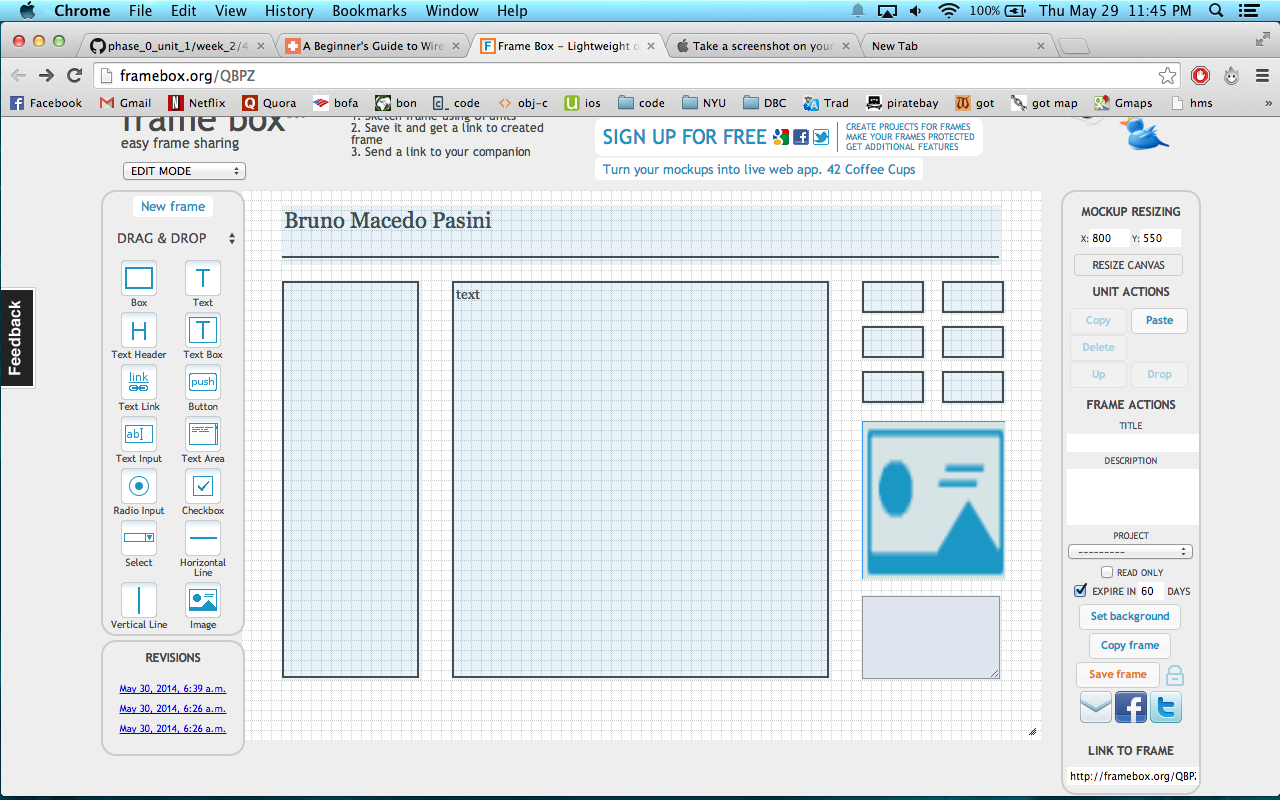 Chrome File Edit View History Bookmarks Window Help 100% Thu May 29 11:45 PM
phase_0_unit_1/week_2/4 A Beginner's Guide to Wire Frame Box – Lightweight o Take a screenshot on your New Tab
framebox.org/QBPZ
Facebook Gmail Netflix Quora bofa bon code obj-c ios code NYU DBC Trad piratebay got got map Gmaps hms »
frame box
easy frame sharing
1. Sketch frame using UI units
2. Save it and get a link to created
frame
3. Send a link to your companion
SIGN UP FOR FREE
CREATE PROJECTS FOR FRAMES
MAKE YOUR FRAMES PROTECTED
GET ADDITIONAL FEATURES
Turn your mockups into live web app. 42 Coffee Cups
EDIT MODE
Feedback
New frame
DRAG & DROP
Box Text
Text Header Text Box
link push
Text Link Button
ab
Text Input Text Area
Radio Input Checkbox
Select Horizontal
Line
Vertical Line Image
REVISIONS
May 30, 2014, 6:39 a.m.
May 30, 2014, 6:26 a.m.
May 30, 2014, 6:26 a.m.
Bruno Macedo Pasini
text
MOCKUP RESIZING
X: 800 Y: 550
RESIZE CANVAS
UNIT ACTIONS
Copy Paste
Delete
Up Drop
FRAME ACTIONS
TITLE
DESCRIPTION
PROJECT
---------
READ ONLY
EXPIRE IN 60 DAYS
Set background
Copy frame
Save frame
LINK TO FRAME
http://framebox.org/QBPZ